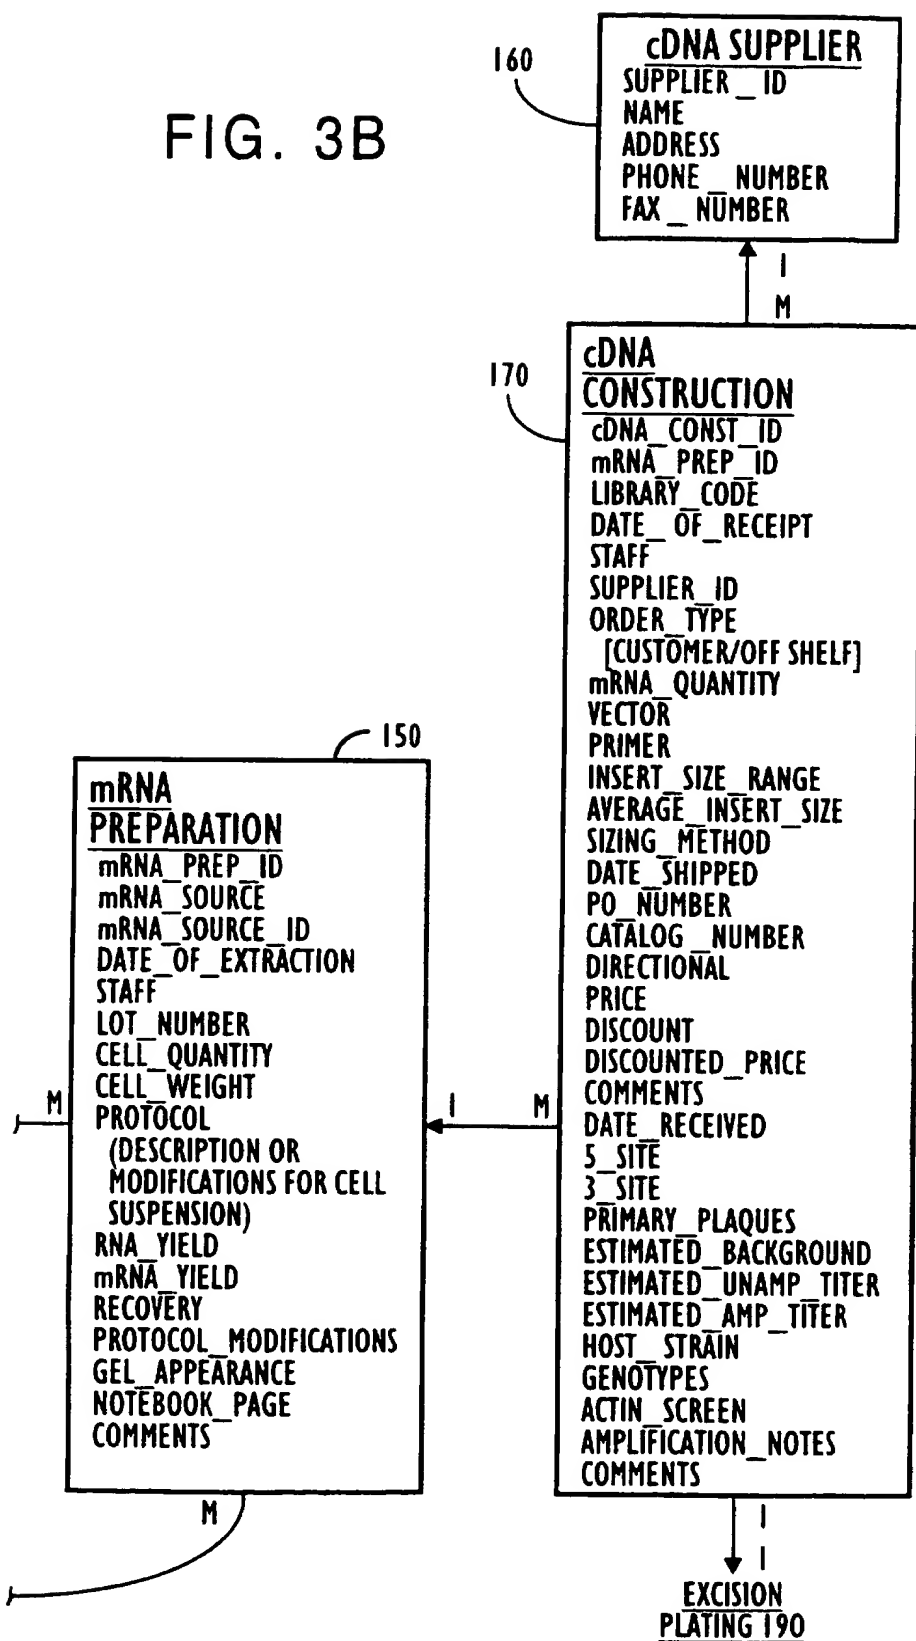 FIG. 3B
160
cDNA SUPPLIER
SUPPLIER_ID
NAME
ADDRESS
PHONE_NUMBER
FAX_NUMBER
1
M
170
cDNA
CONSTRUCTION
cDNA_CONST_ID
mRNA_PREP_ID
LIBRARY_CODE
DATE_OF_RECEIPT
STAFF
SUPPLIER_ID
ORDER_TYPE
[CUSTOMER/OFF SHELF]
mRNA_QUANTITY
VECTOR
PRIMER
INSERT_SIZE_RANGE
AVERAGE_INSERT_SIZE
SIZING_METHOD
DATE_SHIPPED
PO_NUMBER
CATALOG_NUMBER
DIRECTIONAL
PRICE
DISCOUNT
DISCOUNTED_PRICE
COMMENTS
DATE_RECEIVED
5_SITE
3_SITE
PRIMARY_PLAQUES
ESTIMATED_BACKGROUND
ESTIMATED_UNAMP_TITER
ESTIMATED_AMP_TITER
HOST_STRAIN
GENOTYPES
ACTIN_SCREEN
AMPLIFICATION_NOTES
COMMENTS
150
mRNA
PREPARATION
mRNA_PREP_ID
mRNA_SOURCE
mRNA_SOURCE_ID
DATE_OF_EXTRACTION
STAFF
LOT_NUMBER
CELL_QUANTITY
CELL_WEIGHT
PROTOCOL
(DESCRIPTION OR
MODIFICATIONS FOR CELL
SUSPENSION)
RNA_YIELD
mRNA_YIELD
RECOVERY
PROTOCOL_MODIFICATIONS
GEL_APPEARANCE
NOTEBOOK_PAGE
COMMENTS
M
1 M
M
1
1
EXCISION
PLATING 190